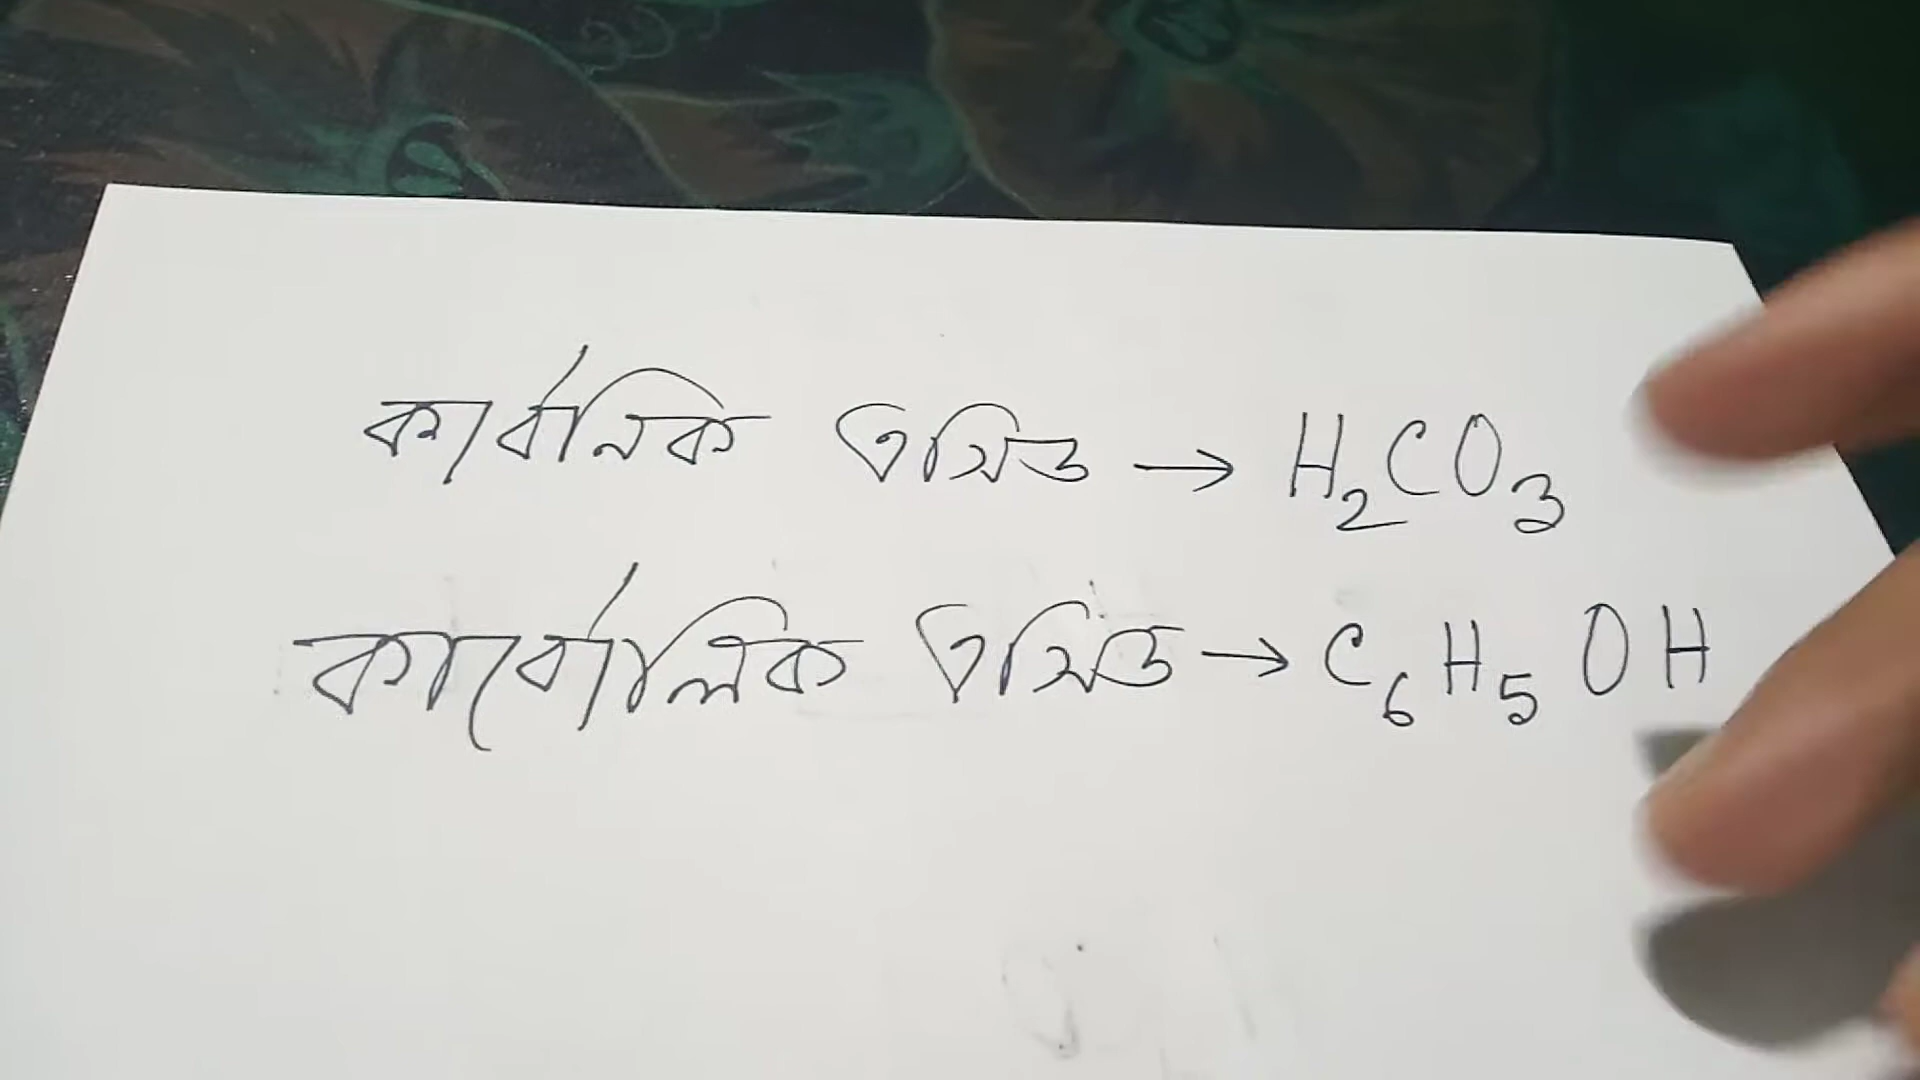 কার্বনিক এসিড → H₂CO₃
কার্বোলিক এসিড → C₆H₅OH